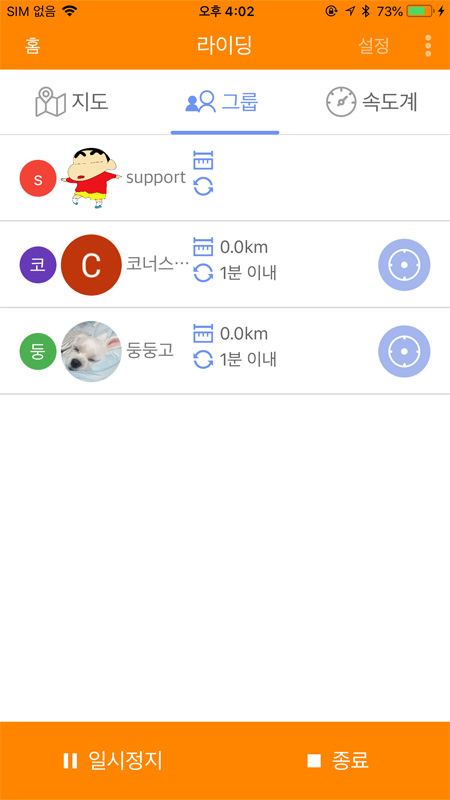 SIM 없음 오후 4:02 73%
홈 라이딩 설정
지도 그룹 속도계
s support
코 C 코너스… 0.0km
1분 이내
둥 둥둥고 0.0km
1분 이내
일시정지 종료